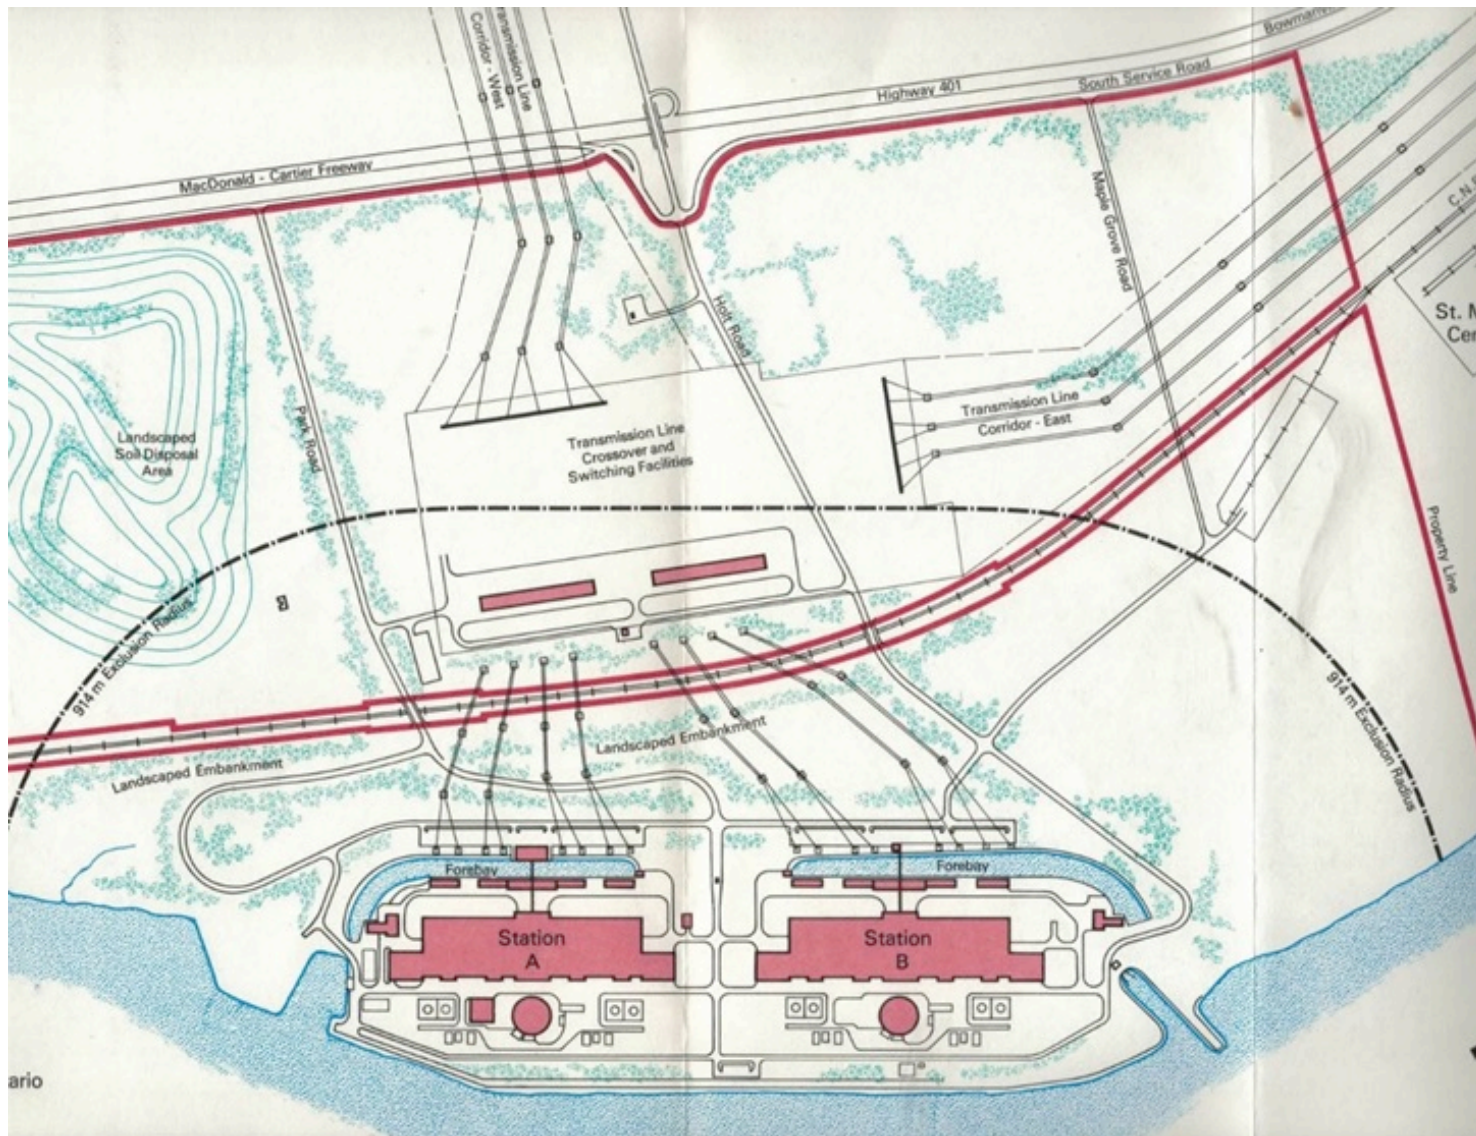 Bowmanv
South Service Road
Highway 401
Transmission Line
Corridor - West
MacDonald - Cartier Freeway
Maple Grove Road
C.N.
Holt Road
St. M
Cen
Transmission Line
Corridor - East
Park Road
Landscaped
Soil Disposal
Area
Transmission Line
Crossover and
Switching Facilities
Property Line
914 m Exclusion Radius
914 m Exclusion Radius
Landscaped Embankment
Landscaped Embankment
Forebay
Forebay
Station
A
Station
B
ario